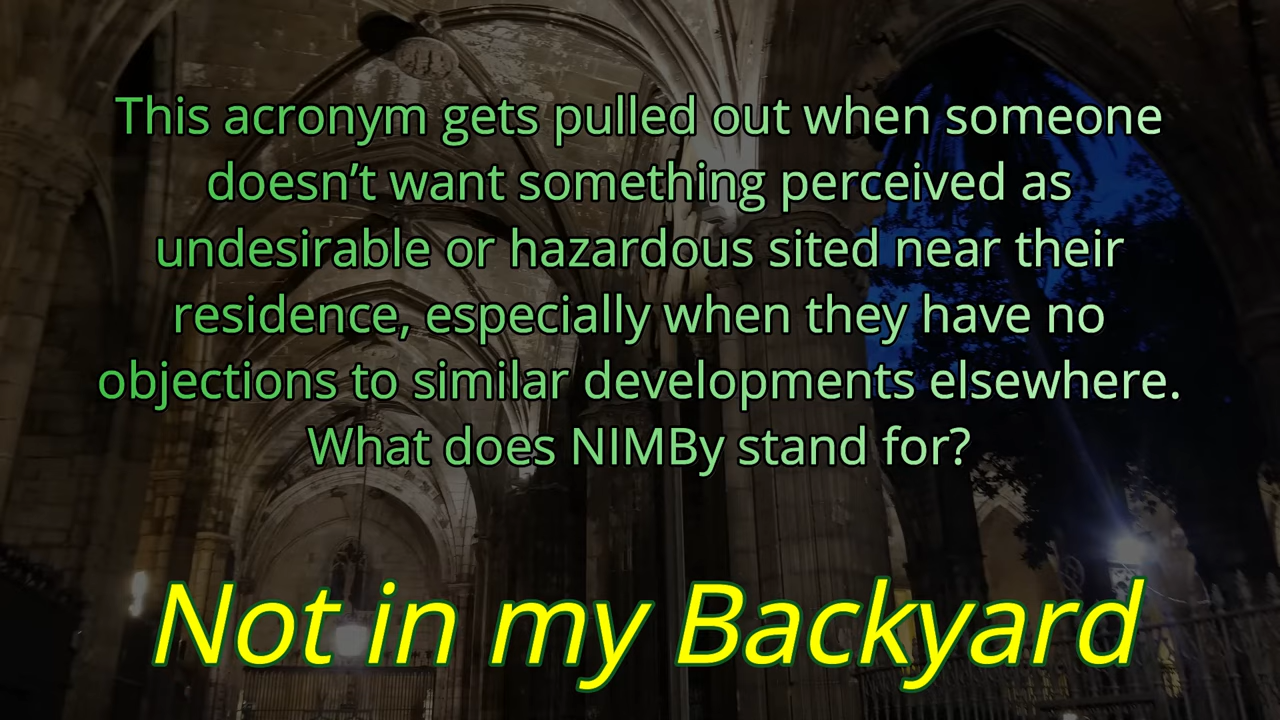 This acronym gets pulled out when someone
doesn’t want something perceived as
undesirable or hazardous sited near their
residence, especially when they have no
objections to similar developments elsewhere.
What does NIMBy stand for?
Not in my Backyard